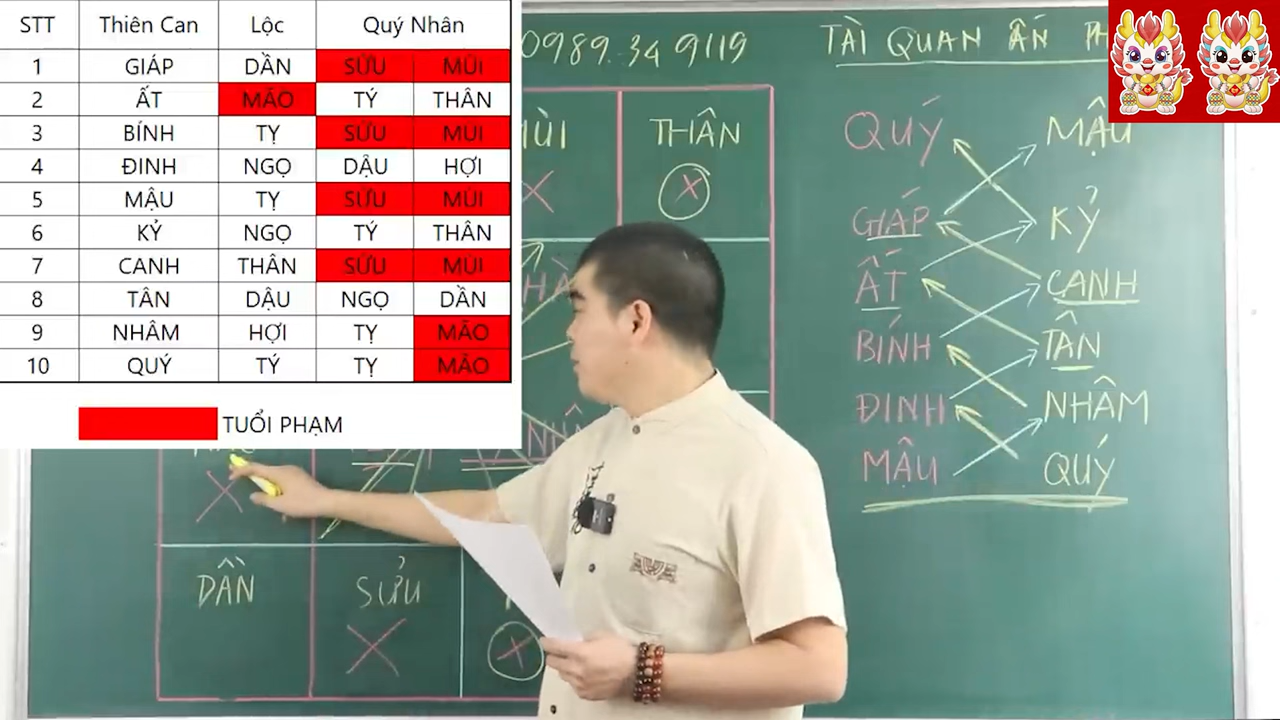 STT Thiên Can Lộc Quý Nhân
1 GIÁP DẦN SỬU MÙI
2 ẤT MÃO TÝ THÂN
3 BÍNH TỴ SỬU MÙI
4 ĐINH NGỌ DẬU HỢI
5 MẬU TỴ SỬU MÙI
6 KỶ NGỌ TÝ THÂN
7 CANH THÂN SỬU MÙI
8 TÂN DẬU NGỌ DẦN
9 NHÂM HỢI TỴ MÃO
10 QUÝ TÝ TỴ MÃO
TUỔI PHẠM
0989.34 9119
THÂN
DẦN SỬU
TÀI QUAN ẤN
QUÝ MẬU
GIÁP KỶ
ẤT CANH
BÍNH TÂN
ĐINH NHÂM
MẬU QUÝ